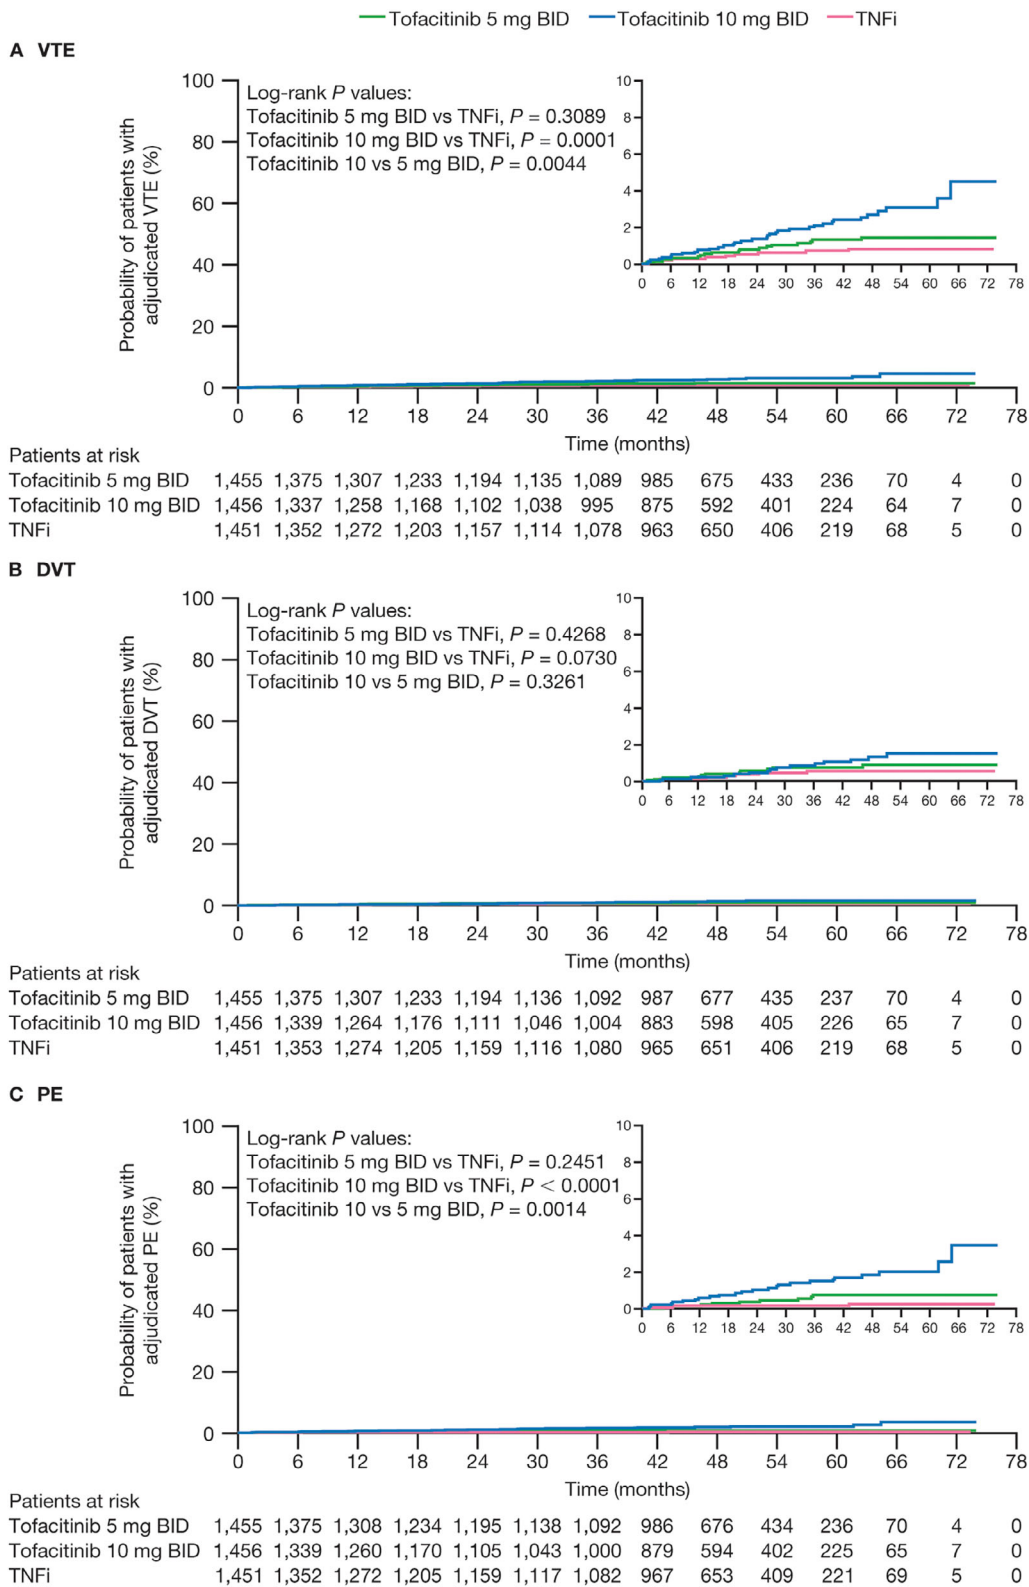 Tofacitinib 5 mg BID Tofacitinib 10 mg BID TNFi
A VTE
Probability of patients with
adjudicated VTE (%)
100
80
60
40
20
0
Log-rank P values:
Tofacitinib 5 mg BID vs TNFi, P = 0.3089
Tofacitinib 10 mg BID vs TNFi, P = 0.0001
Tofacitinib 10 vs 5 mg BID, P = 0.0044
10
8
6
4
2
0
0 6 12 18 24 30 36 42 48 54 60 66 72 78
0 6 12 18 24 30 36 42 48 54 60 66 72 78
Time (months)
Patients at risk
Tofacitinib 5 mg BID 1,455 1,375 1,307 1,233 1,194 1,135 1,089 985 675 433 236 70 4 0
Tofacitinib 10 mg BID 1,456 1,337 1,258 1,168 1,102 1,038 995 875 592 401 224 64 7 0
TNFi 1,451 1,352 1,272 1,203 1,157 1,114 1,078 963 650 406 219 68 5 0
B DVT
Probability of patients with
adjudicated DVT (%)
100
80
60
40
20
0
Log-rank P values:
Tofacitinib 5 mg BID vs TNFi, P = 0.4268
Tofacitinib 10 mg BID vs TNFi, P = 0.0730
Tofacitinib 10 vs 5 mg BID, P = 0.3261
10
8
6
4
2
0
0 6 12 18 24 30 36 42 48 54 60 66 72 78
0 6 12 18 24 30 36 42 48 54 60 66 72 78
Time (months)
Patients at risk
Tofacitinib 5 mg BID 1,455 1,375 1,307 1,233 1,194 1,136 1,092 987 677 435 237 70 4 0
Tofacitinib 10 mg BID 1,456 1,339 1,264 1,176 1,111 1,046 1,004 883 598 405 226 65 7 0
TNFi 1,451 1,353 1,274 1,205 1,159 1,116 1,080 965 651 406 219 68 5 0
C PE
Probability of patients with
adjudicated PE (%)
100
80
60
40
20
0
Log-rank P values:
Tofacitinib 5 mg BID vs TNFi, P = 0.2451
Tofacitinib 10 mg BID vs TNFi, P < 0.0001
Tofacitinib 10 vs 5 mg BID, P = 0.0014
10
8
6
4
2
0
0 6 12 18 24 30 36 42 48 54 60 66 72 78
0 6 12 18 24 30 36 42 48 54 60 66 72 78
Time (months)
Patients at risk
Tofacitinib 5 mg BID 1,455 1,375 1,308 1,234 1,195 1,138 1,092 986 676 434 236 70 4 0
Tofacitinib 10 mg BID 1,456 1,339 1,260 1,170 1,105 1,043 1,000 879 594 402 225 65 7 0
TNFi 1,451 1,352 1,272 1,205 1,159 1,117 1,082 967 653 409 221 69 5 0